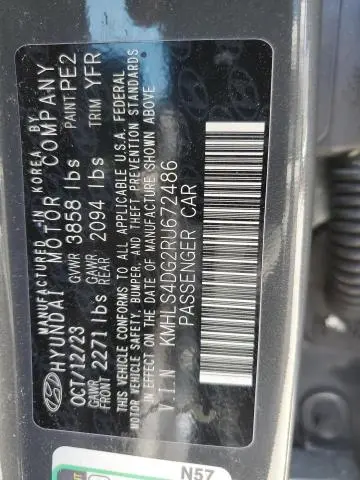 MANUFACTURED IN KOREA BY
HYUNDAI MOTOR COMPANY
OCT/12/23 GVWR 3858 lbs PAINT PE2
GAWR FRONT 2271 lbs GAWR REAR 2094 lbs TRIM YFR
THIS VEHICLE CONFORMS TO ALL APPLICABLE U.S.A. FEDERAL
MOTOR VEHICLE SAFETY, BUMPER, AND THEFT PREVENTION
STANDARDS IN EFFECT ON THE DATE OF MANUFACTURE SHOWN ABOVE
V.I.N KMHLS4DG2RU672486
PASSENGER CAR
N57